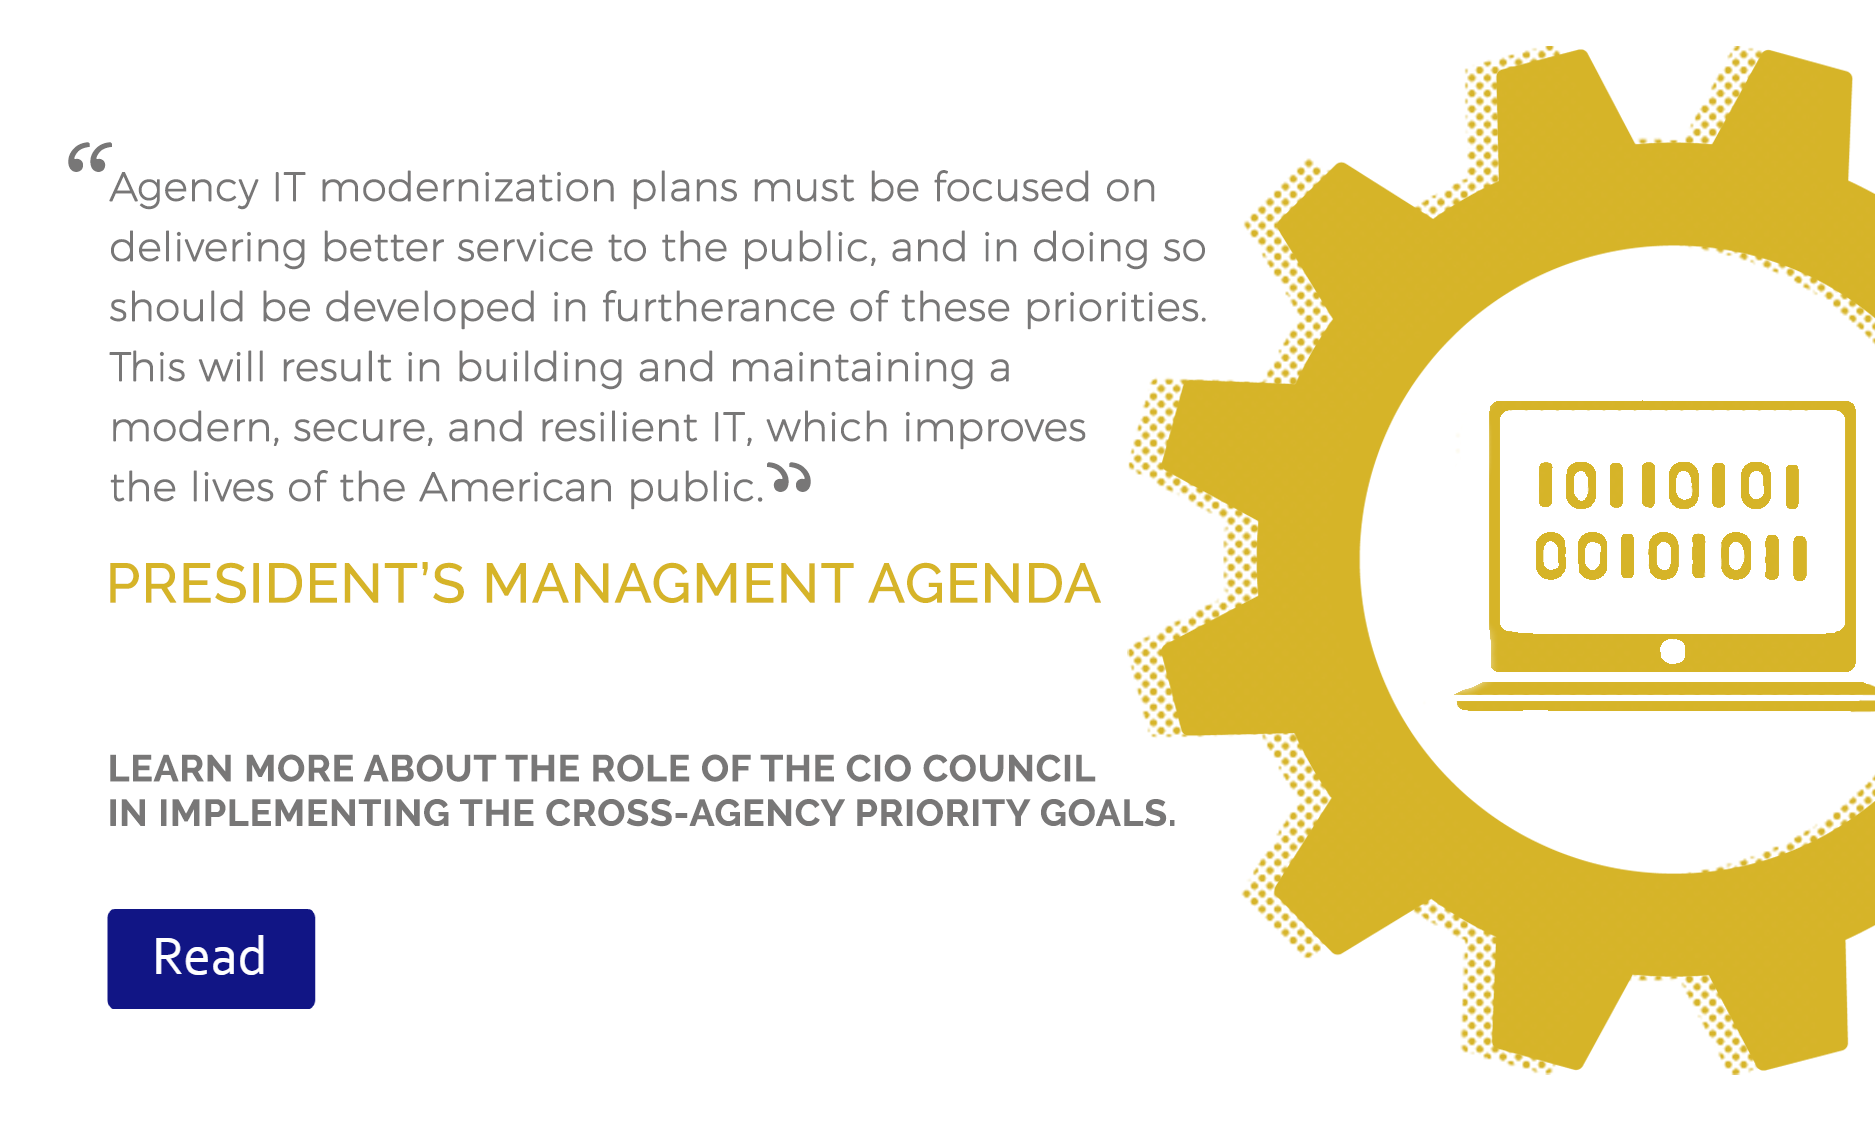 “Agency IT modernization plans must be focused on
delivering better service to the public, and in doing so
should be developed in furtherance of these priorities.
This will result in building and maintaining a
modern, secure, and resilient IT, which improves
the lives of the American public.”
PRESIDENT’S MANAGMENT AGENDA
LEARN MORE ABOUT THE ROLE OF THE CIO COUNCIL
IN IMPLEMENTING THE CROSS-AGENCY PRIORITY GOALS.
Read
10110101
00101011